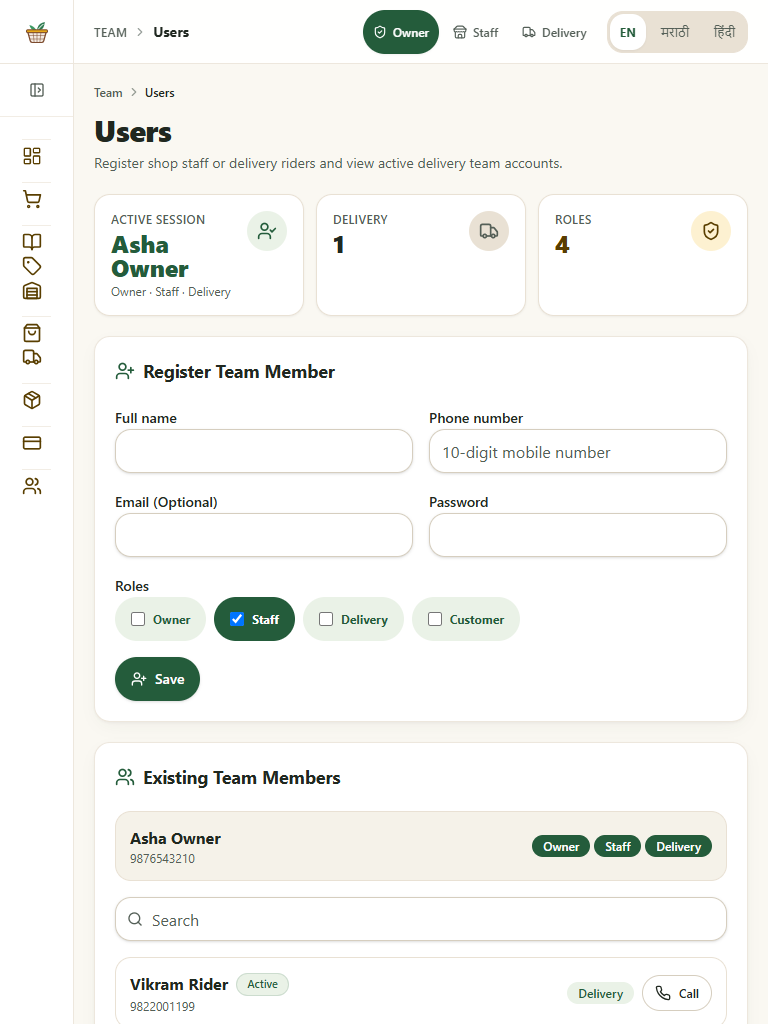 TEAM > Users
Owner
Staff
Delivery
EN
मराठी
हिंदी
Team > Users
Users
Register shop staff or delivery riders and view active delivery team accounts.
ACTIVE SESSION
Asha
Owner
Owner · Staff · Delivery
DELIVERY
1
ROLES
4
Register Team Member
Full name
Phone number
10-digit mobile number
Email (Optional)
Password
Roles
Owner
Staff
Delivery
Customer
Save
Existing Team Members
Asha Owner
9876543210
Owner
Staff
Delivery
Search
Vikram Rider
Active
9822001199
Delivery
Call